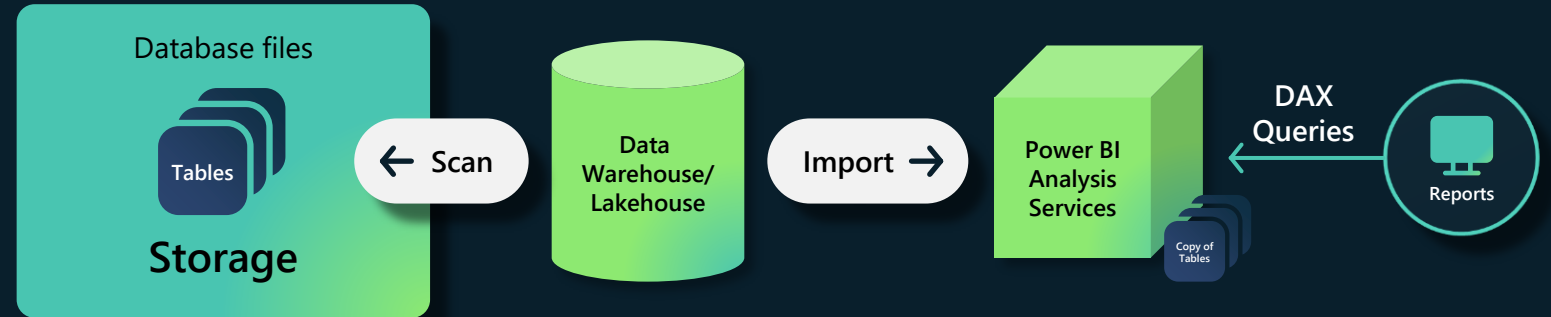 Database files
Tables
Storage
Scan
Data
Warehouse/
Lakehouse
Import
Power BI
Analysis
Services
Copy of
Tables
DAX
Queries
Reports